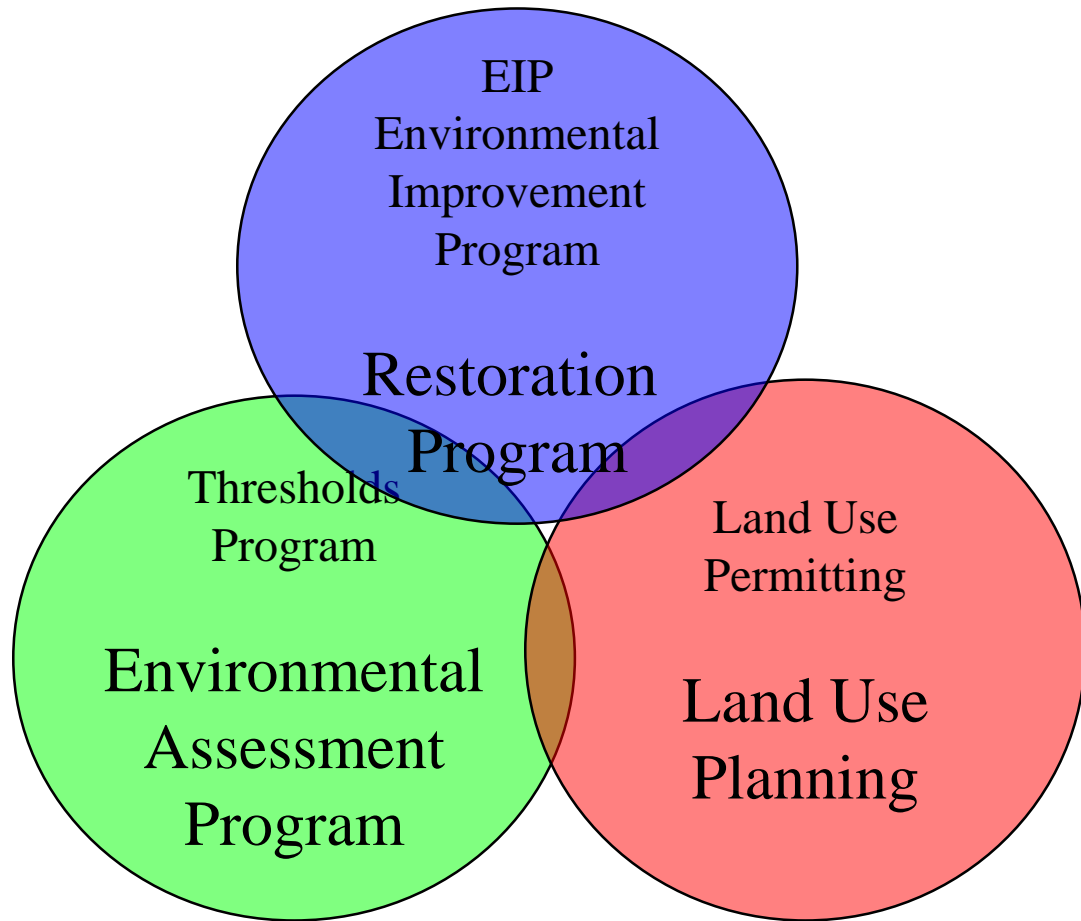 EIP
Environmental
Improvement
Program
Restoration
Program
Thresholds
Program
Environmental
Assessment
Program
Land Use
Permitting
Land Use
Planning